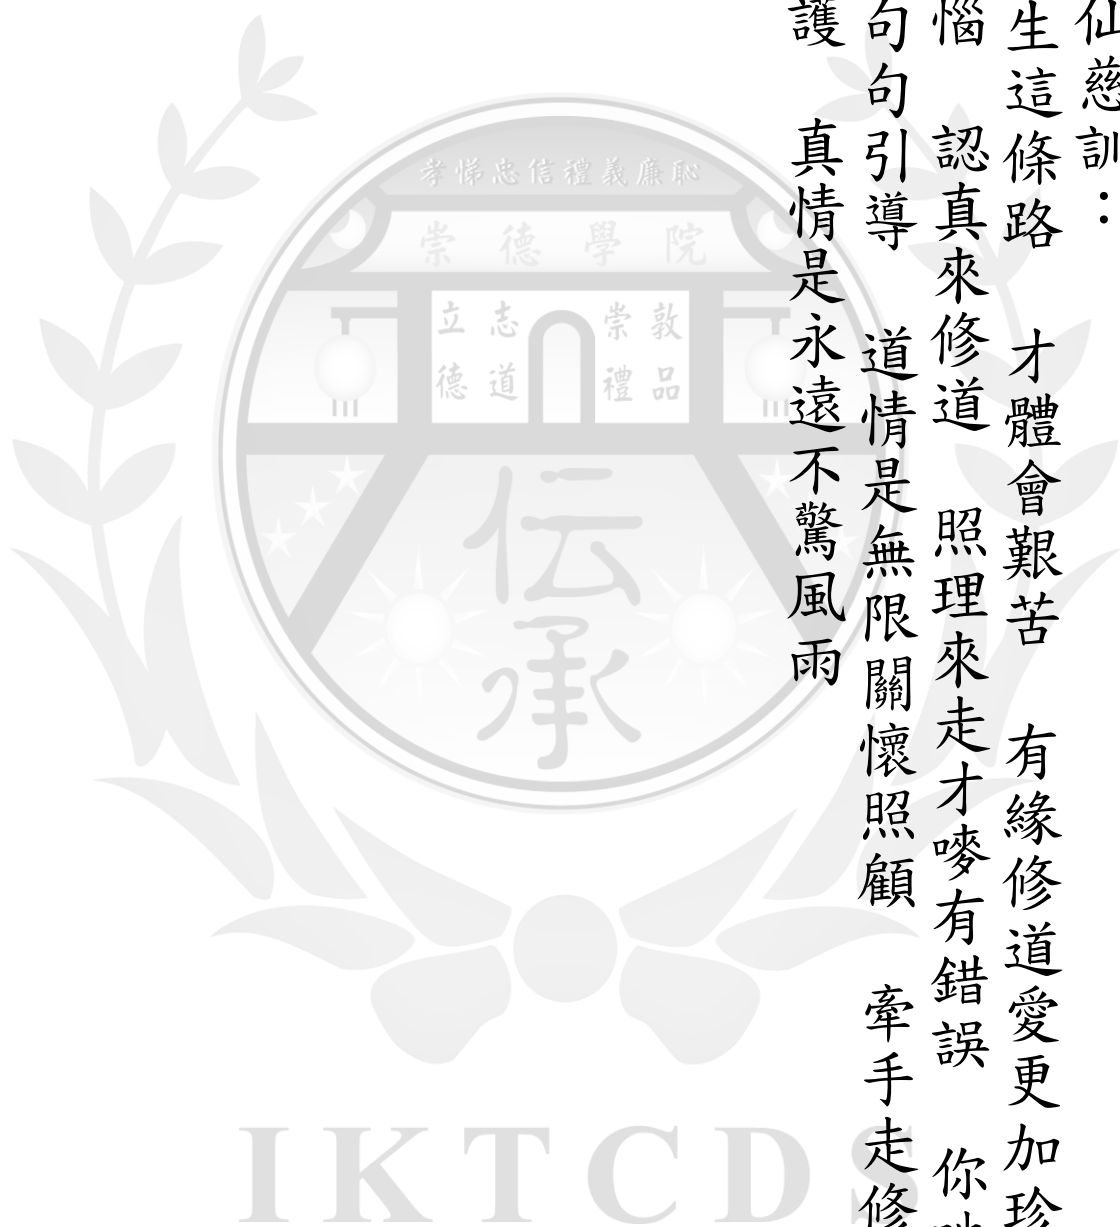 仙慈訓：
生這條路　才體會艱苦　有緣修道愛更加珍
惱　認真來修道　照理來走才嘜有錯誤　你
句句引導　道情是無限關懷照顧　牽手走修
護　真情是永遠不驚風雨
孝悌忠信禮義廉恥
崇德學院
立志　崇敦
德道　禮品
伝承
IKTCDS